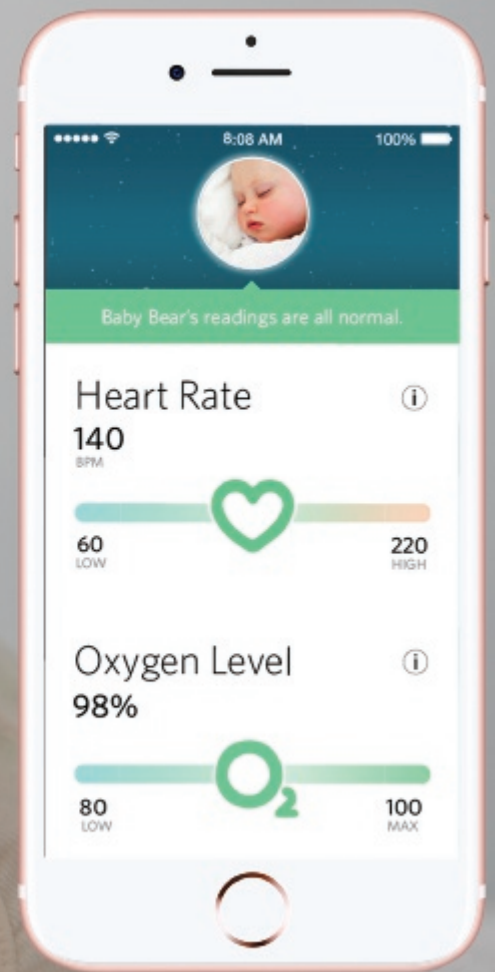 8:08 AM 100%
Baby Bear's readings are all normal.
Heart Rate
140
BPM
60 220
LOW HIGH
Oxygen Level
98%
O2
80 100
LOW MAX